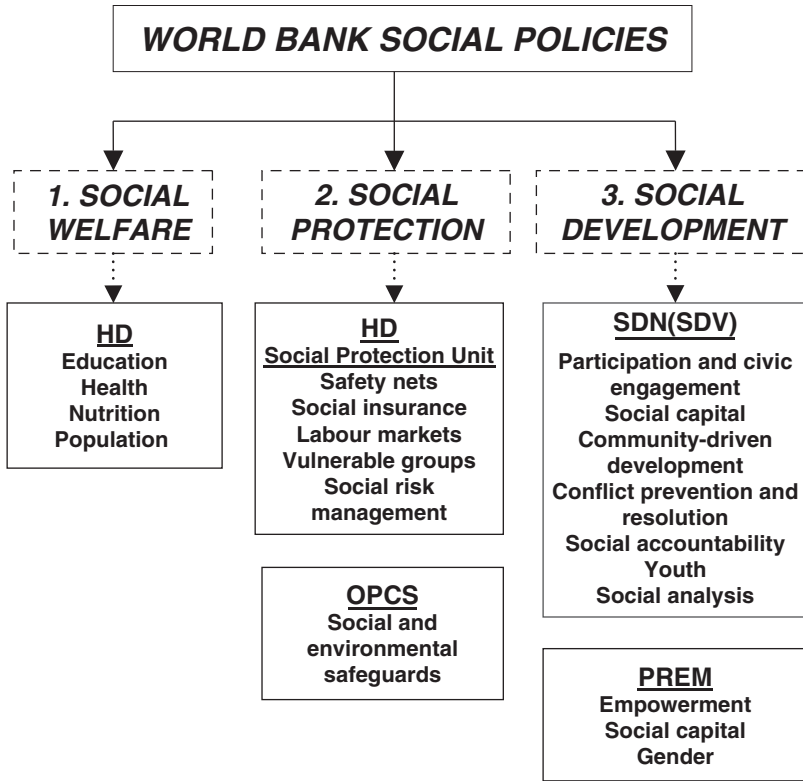 WORLD BANK SOCIAL POLICIES
1. SOCIAL
WELFARE
2. SOCIAL
PROTECTION
3. SOCIAL
DEVELOPMENT
HD
Education
Health
Nutrition
Population
HD
Social Protection Unit
Safety nets
Social insurance
Labour markets
Vulnerable groups
Social risk
management
OPCS
Social and
environmental
safeguards
SDN(SDV)
Participation and civic
engagement
Social capital
Community-driven
development
Conflict prevention and
resolution
Social accountability
Youth
Social analysis
PREM
Empowerment
Social capital
Gender